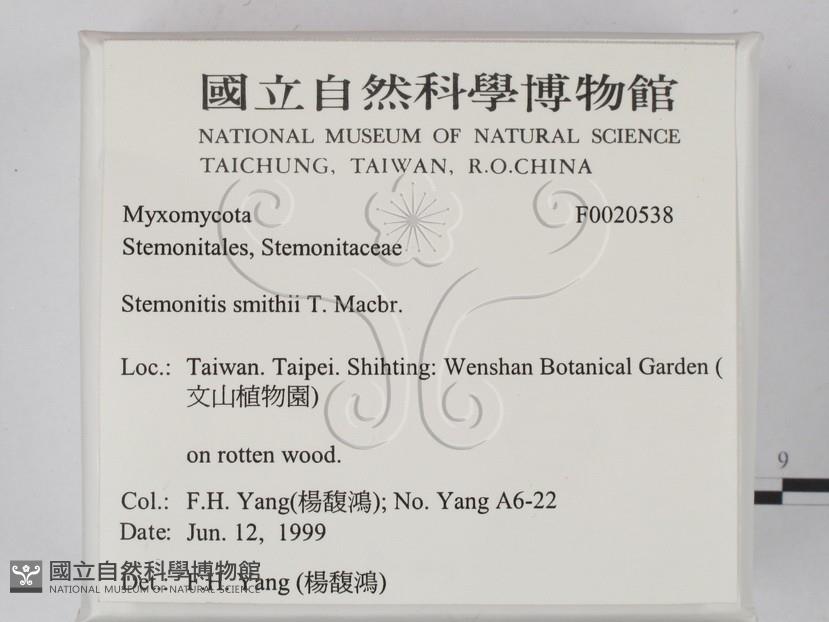 國立自然科學博物館
NATIONAL MUSEUM OF NATURAL SCIENCE
TAICHUNG, TAIWAN, R.O.CHINA
Myxomycota F0020538
Stemonitales, Stemonitaceae
Stemonitis smithii T. Macbr.
Loc.: Taiwan. Taipei. Shihting: Wenshan Botanical Garden (
文山植物園)
on rotten wood.
9
Col.: F.H. Yang(楊馥鴻); No. Yang A6-22
Date: Jun. 12, 1999
Det.: F.H. Yang (楊馥鴻)
國立自然科學博物館
NATIONAL MUSEUM OF NATURAL SCIENCE